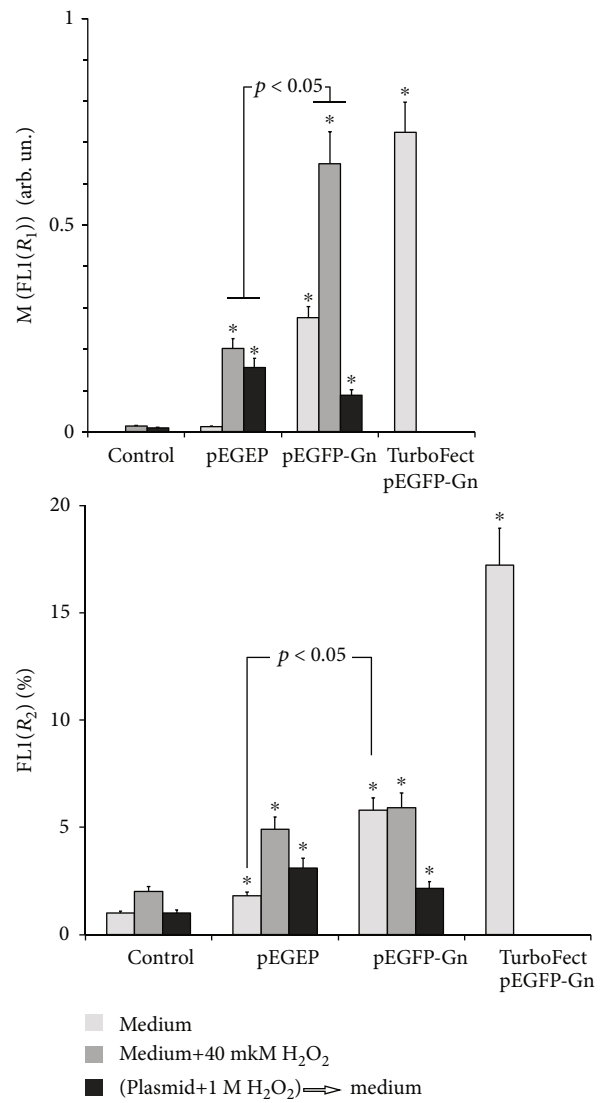 1
p < 0.05
*
*
M (FL1(R₁)) (arb. un.)
0.5
*
* *
*
0
Control pEGEP pEGFP-Gn TurboFect
pEGFP-Gn
20
*
15
p < 0.05
FL1(R₂) (%)
10
* *
*
5
*
* *
0
Control pEGEP pEGFP-Gn TurboFect
pEGFP-Gn
Medium
Medium+40 mkM H₂O₂
(Plasmid+1 M H₂O₂)⟹ medium